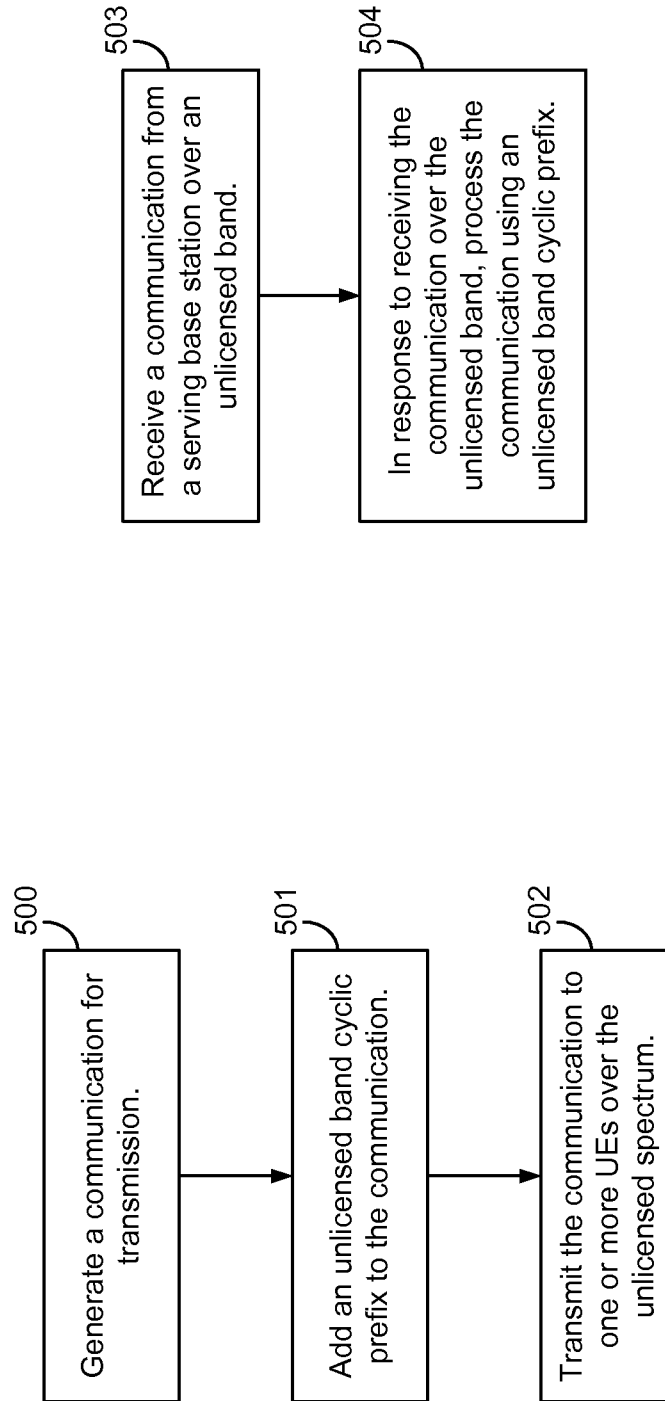 500
Generate a communication for
transmission.
501
Add an unlicensed band cyclic
prefix to the communication.
502
Transmit the communication to
one or more UEs over the
unlicensed spectrum.
503
Receive a communication from
a serving base station over an
unlicensed band.
504
In response to receiving the
communication over the
unlicensed band, process the
communication using an
unlicensed band cyclic prefix.